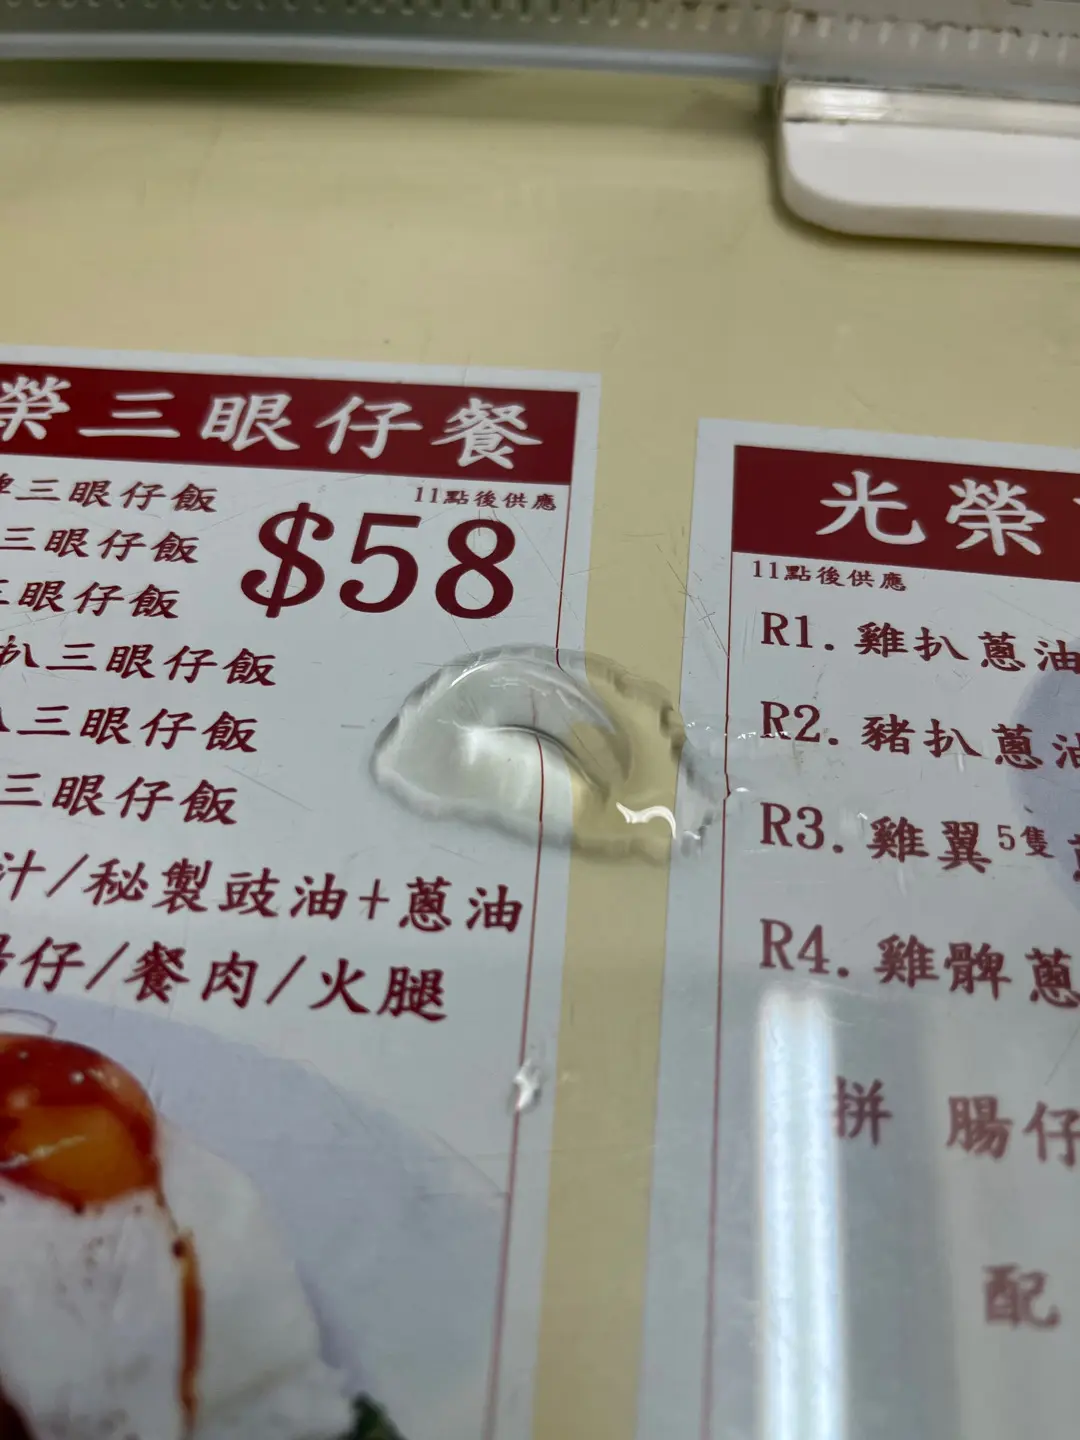 榮三眼仔餐
三眼仔飯
11點後供應
$58
三眼仔飯
三眼仔飯
扒三眼仔飯
三眼仔飯
三眼仔飯
汁/秘製豉油+蔥油
仔/餐肉/火腿
光榮
11點後供應
R1.雞扒蔥油
R2.豬扒蔥油
R3.雞翼5隻
R4.雞髀蔥
拼 腸仔
配